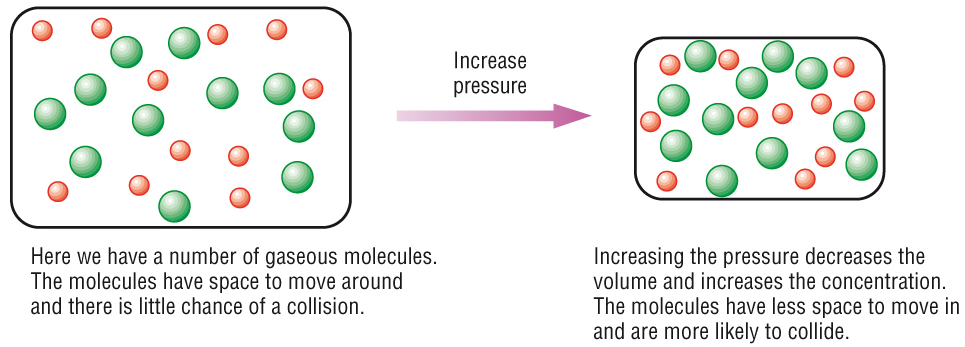 Increase
pressure
Here we have a number of gaseous molecules.
The molecules have space to move around
and there is little chance of a collision.
Increasing the pressure decreases the
volume and increases the concentration.
The molecules have less space to move in
and are more likely to collide.